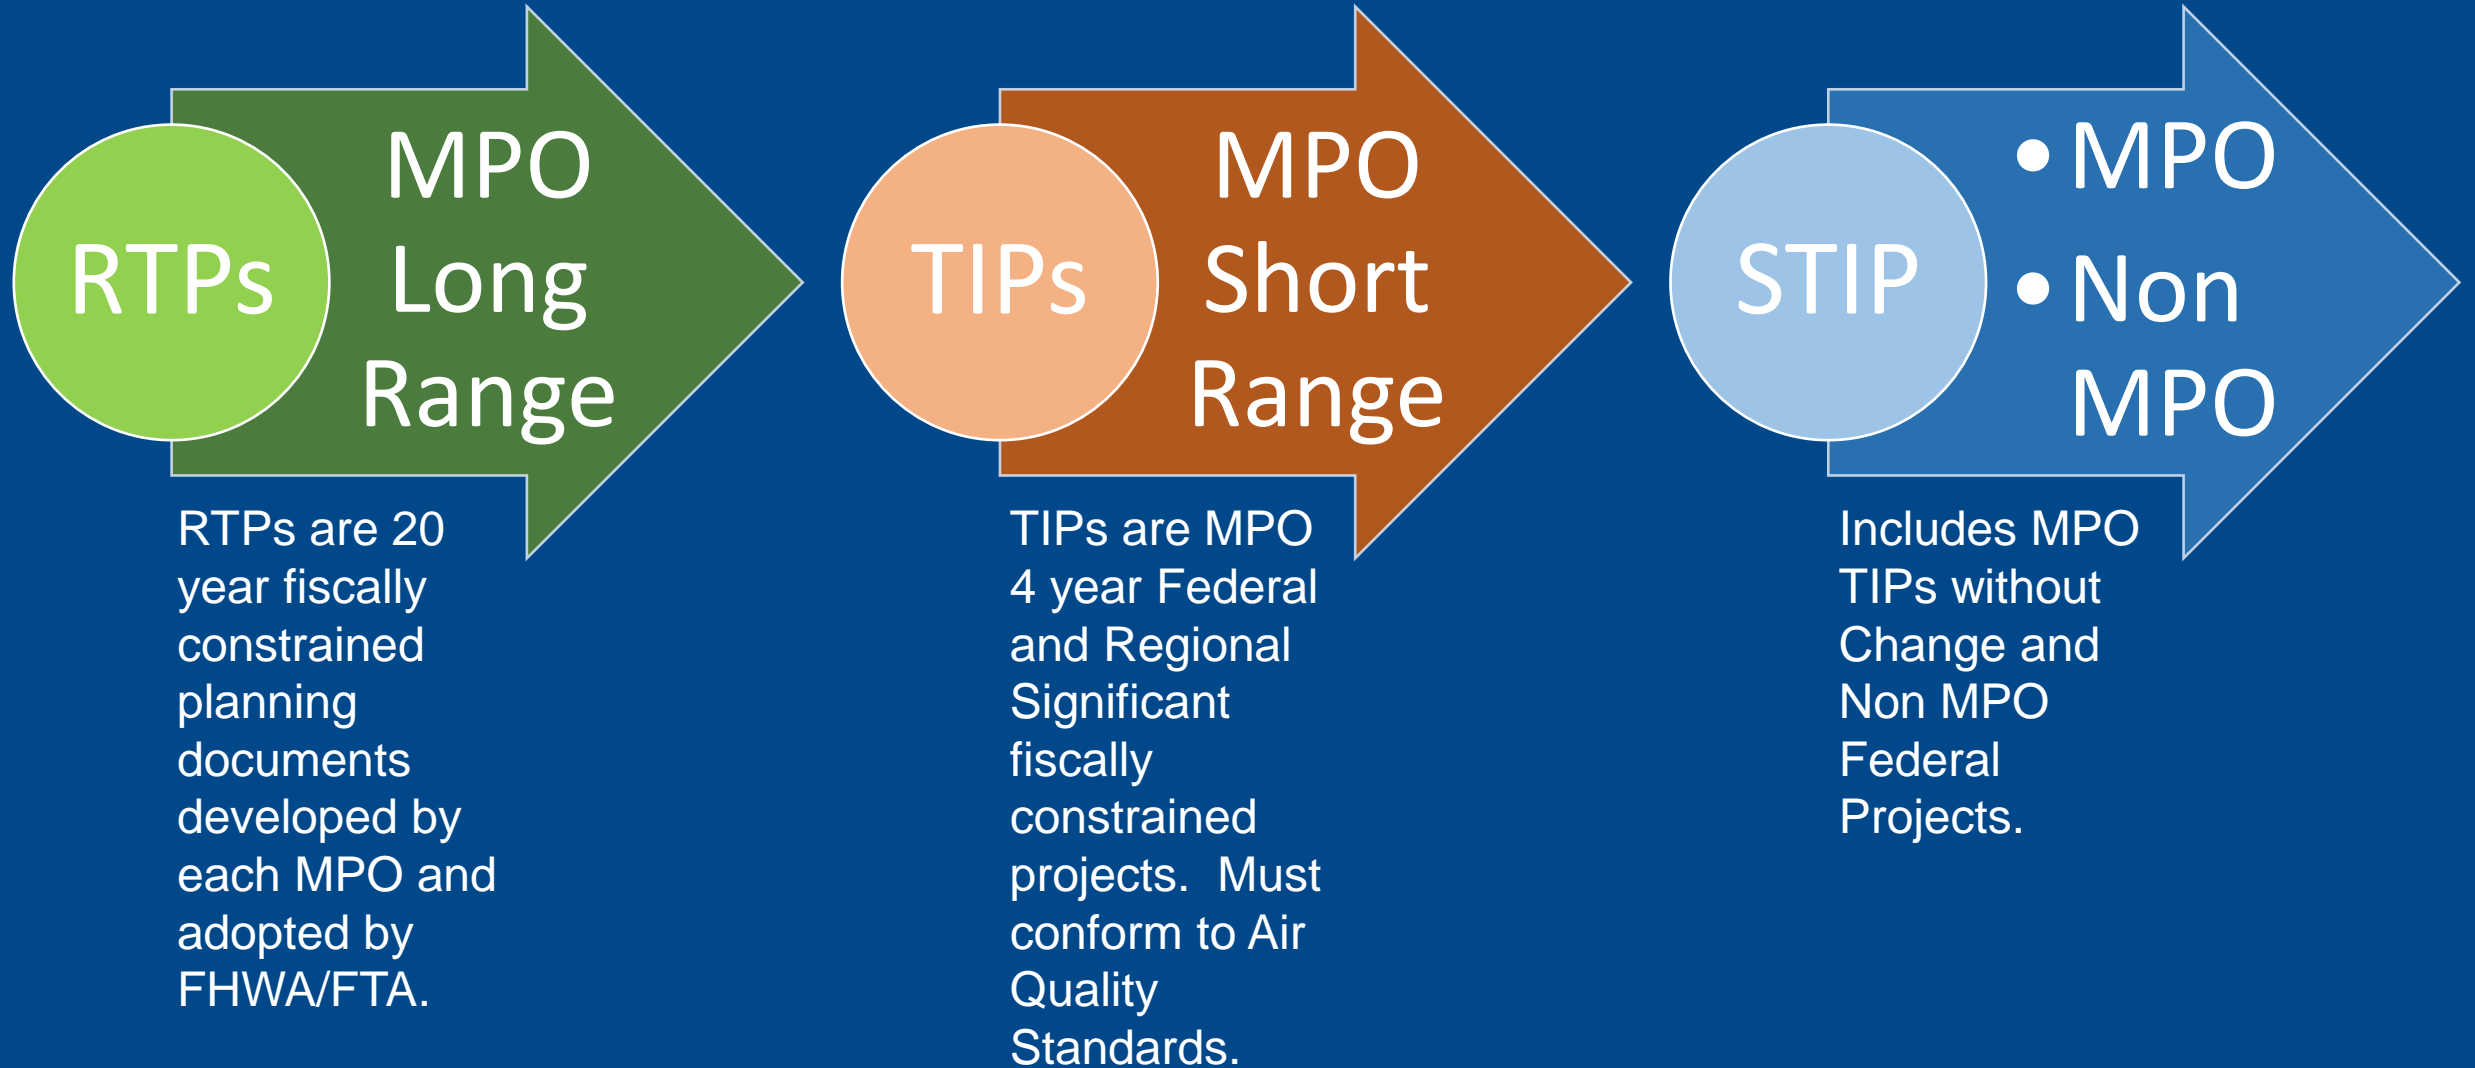 RTPs
MPO
Long
Range
RTPs are 20
year fiscally
constrained
planning
documents
developed by
each MPO and
adopted by
FHWA/FTA.
TIPs
MPO
Short
Range
TIPs are MPO
4 year Federal
and Regional
Significant
fiscally
constrained
projects.  Must
conform to Air
Quality
Standards.
STIP
• MPO
• Non
MPO
Includes MPO
TIPs without
Change and
Non MPO
Federal
Projects.